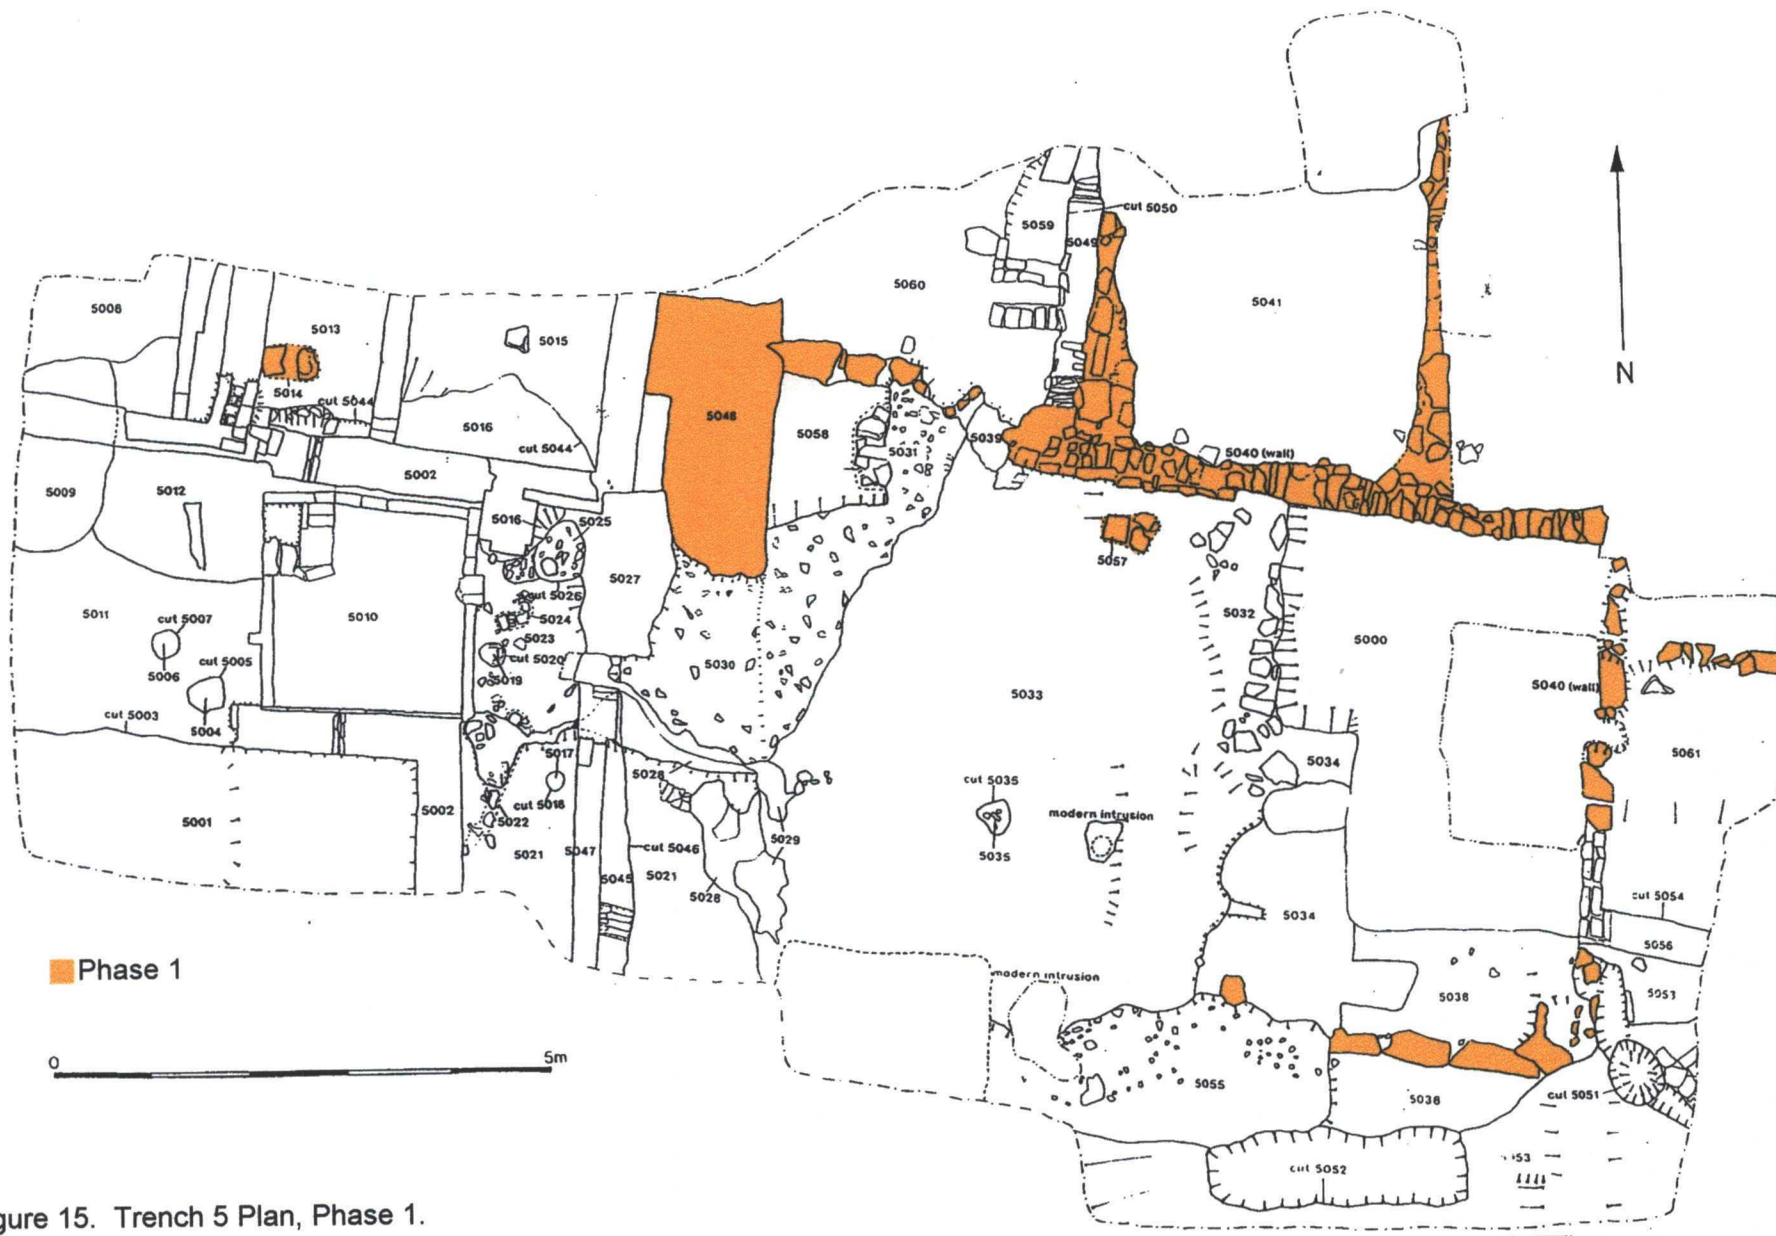 cut 5050
5059
5049
5060
5041
5008
5013
5015
N
5014
cut 5044
5048
5016
cut 5044
5058
5031
5039
5040 (wall)
5002
5009
5012
5016
5025
5057
5027
cut 5026
5024
5032
5011
cut 5007
5010
5000
5023
cut 5020
5030
5006
cut 5005
5019
5033
5040 (wall)
cut 5003
5004
5017
5061
5034
5028
cut 5035
cut 5018
modern intrusion
5001
5002
5022
5029
5021
5047
cut 5046
5035
5045
5021
5028
cut 5054
5034
5056
Phase 1
modern intrusion
5038
5053
0
5m
5055
5038
cut 5051
cut 5052
53
gure 15. Trench 5 Plan, Phase 1.